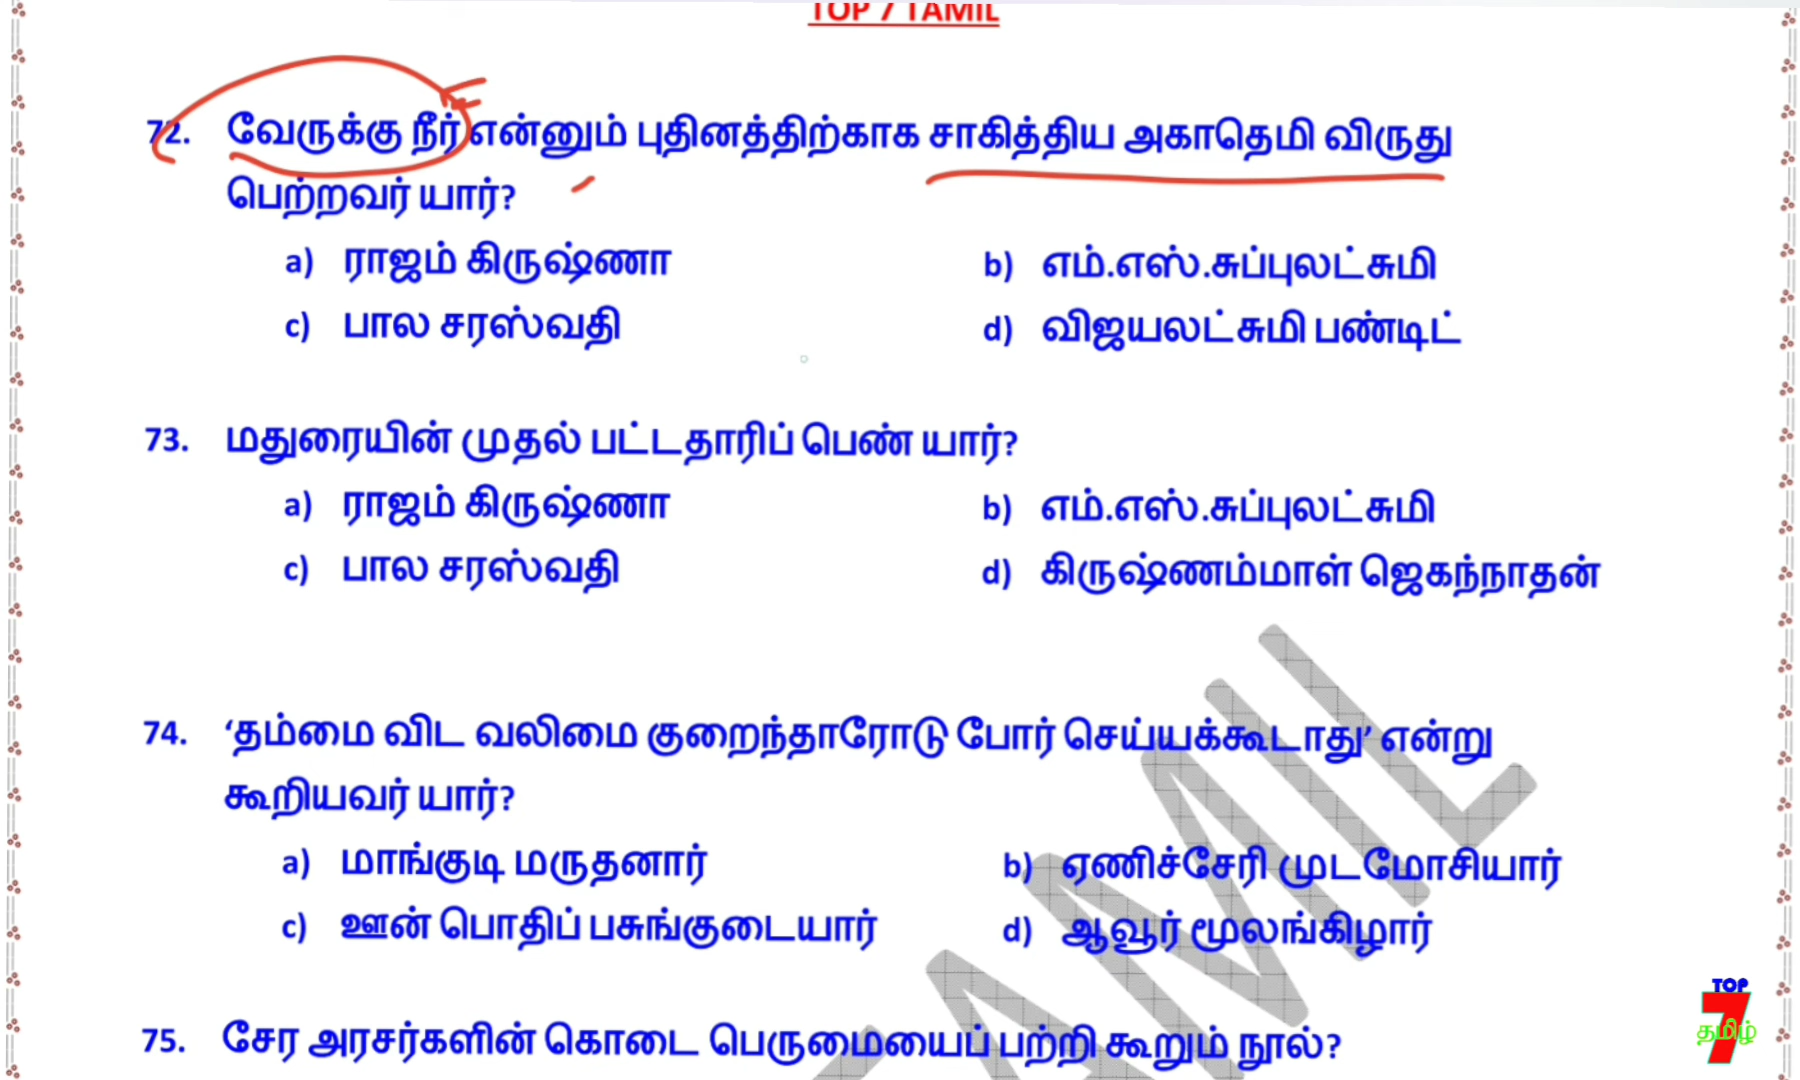 TOP 7 TAMIL
72. வேருக்கு நீர் என்னும் புதினத்திற்காக சாகித்திய அகாதெமி விருது
பெற்றவர் யார்?
a) ராஜம் கிருஷ்ணா b) எம்.எஸ்.சுப்புலட்சுமி
c) பால சரஸ்வதி d) விஜயலட்சுமி பண்டிட்
73. மதுரையின் முதல் பட்டதாரிப் பெண் யார்?
a) ராஜம் கிருஷ்ணா b) எம்.எஸ்.சுப்புலட்சுமி
c) பால சரஸ்வதி d) கிருஷ்ணம்மாள் ஜெகந்நாதன்
74. ‘தம்மை விட வலிமை குறைந்தாரோடு போர் செய்யக்கூடாது’ என்று
கூறியவர் யார்?
a) மாங்குடி மருதனார் b) ஏணிச்சேரி முடமோசியார்
c) ஊன் பொதிப் பசுங்குடையார் d) ஆவூர் மூலங்கிழார்
75. சேர அரசர்களின் கொடை பெருமையைப் பற்றி கூறும் நூல்?
TAMIL
TOP
7
தமிழ்